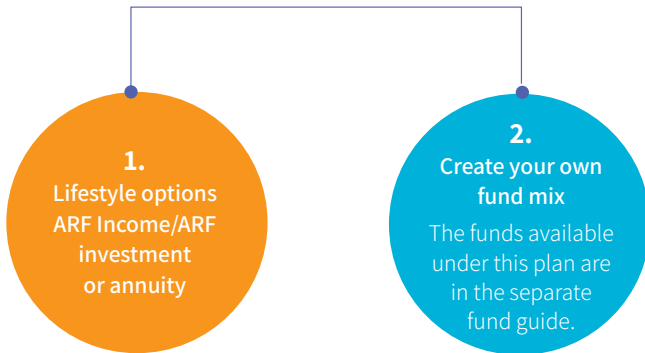 1.
Lifestyle options
ARF Income/ARF
investment
or annuity
2.
Create your own
fund mix
The funds available
under this plan are
in the separate
fund guide.